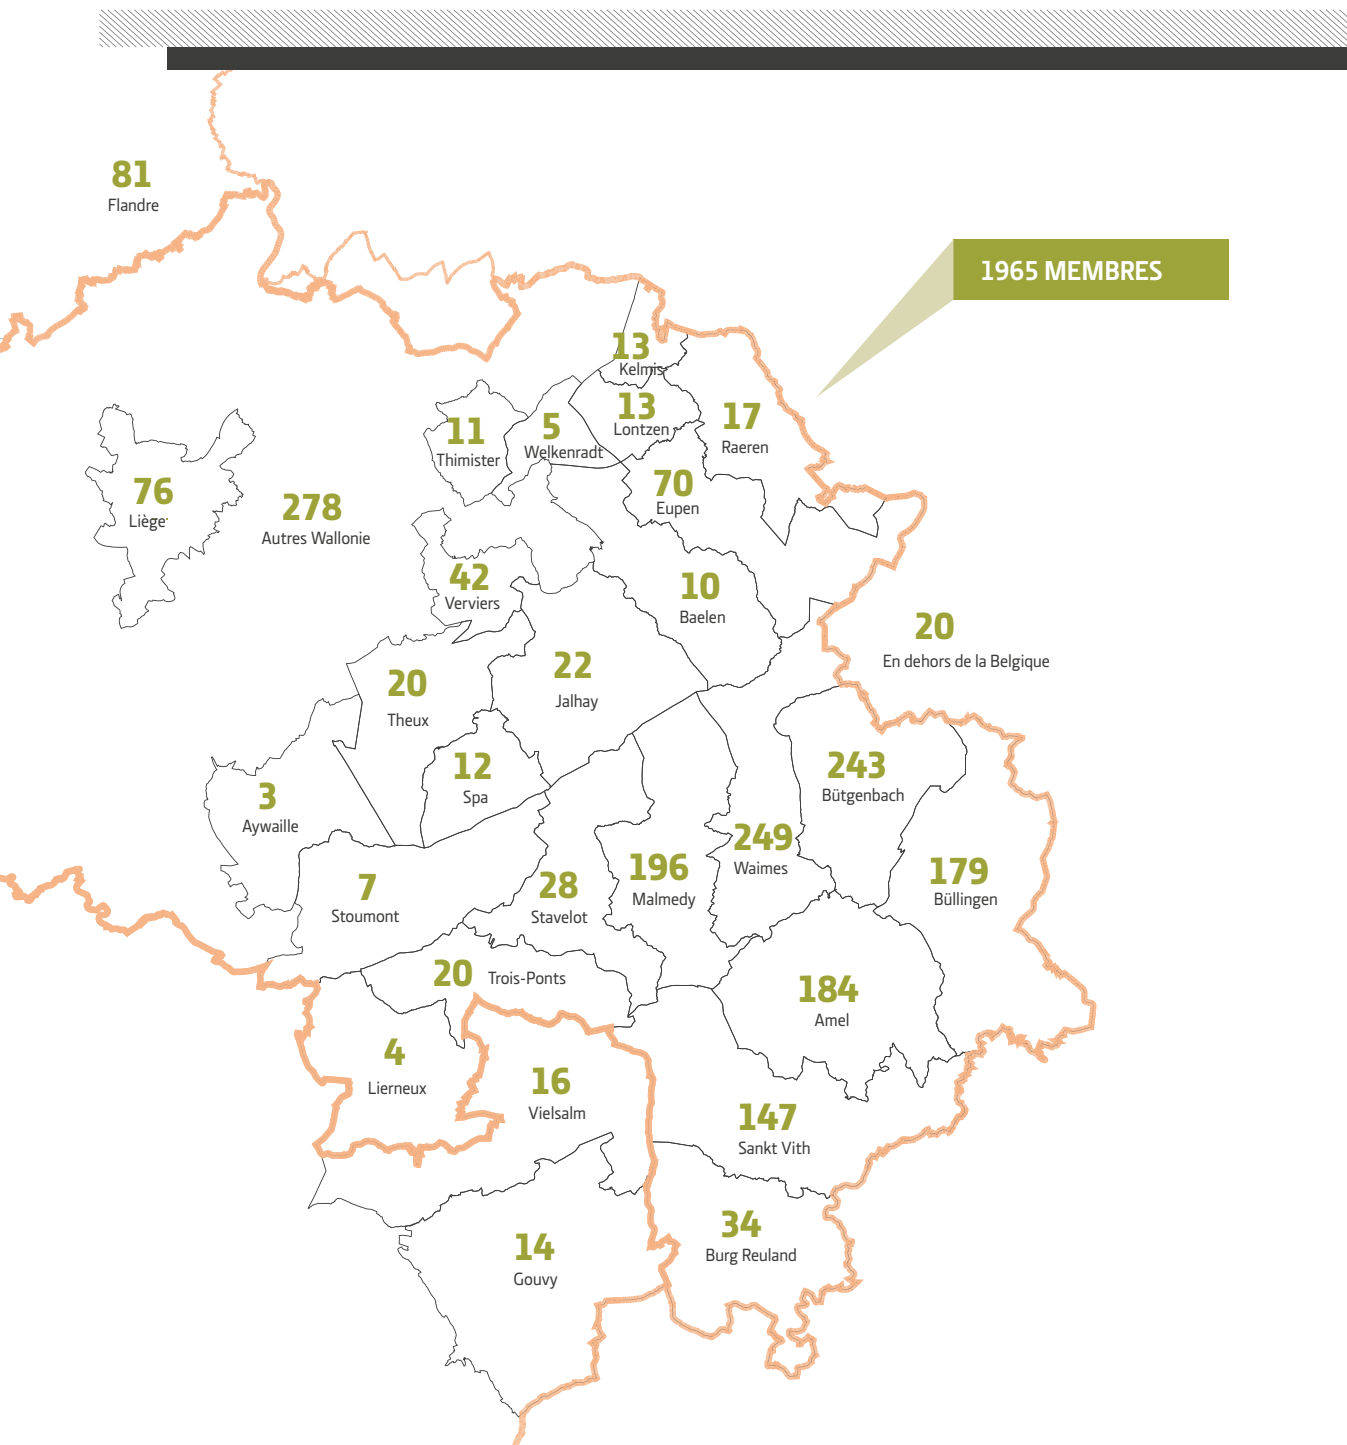 81
Flandre
1965 MEMBRES
13
Kelmis
13
Lontzen
17
Raeren
11
Thimister
5
Welkenradt
70
Eupen
76
Liège
278
Autres Wallonie
42
Verviers
10
Baelen
20
En dehors de la Belgique
20
Theux
22
Jalhay
12
Spa
243
Bütgenbach
3
Aywaille
249
Waimes
196
Malmedy
179
Büllingen
7
Stoumont
28
Stavelot
20 Trois-Ponts
184
Amel
4
Lierneux
16
Vielsalm
147
Sankt Vith
34
Burg Reuland
14
Gouvy